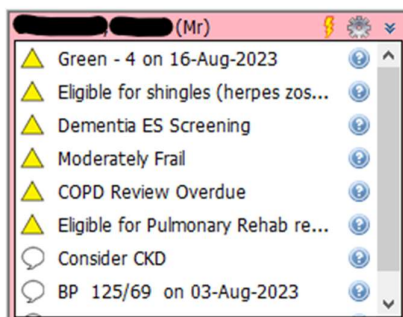 (Mr)
Green - 4 on 16-Aug-2023
Eligible for shingles (herpes zos...
Dementia ES Screening
Moderately Frail
COPD Review Overdue
Eligible for Pulmonary Rehab re...
Consider CKD
BP 125/69 on 03-Aug-2023